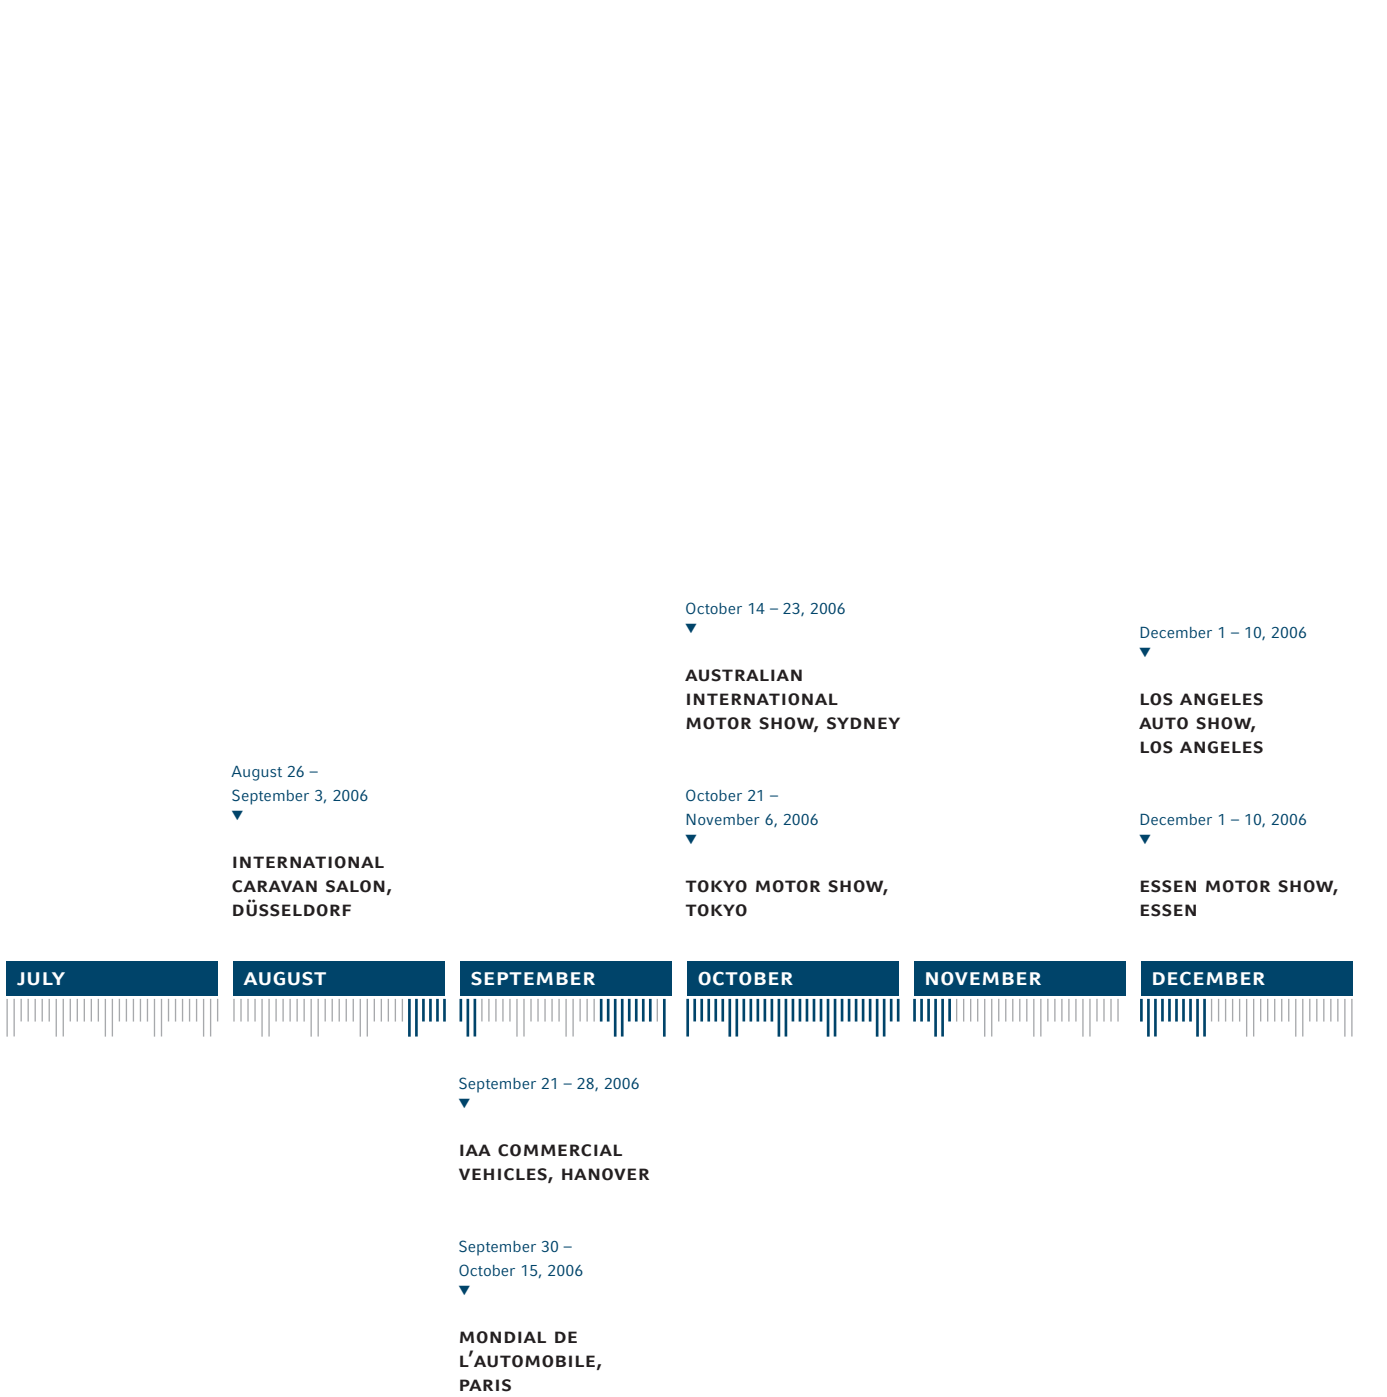 October 14 – 23, 2006
▼
AUSTRALIAN
INTERNATIONAL
MOTOR SHOW, SYDNEY
December 1 – 10, 2006
▼
LOS ANGELES
AUTO SHOW,
LOS ANGELES
August 26 –
September 3, 2006
▼
INTERNATIONAL
CARAVAN SALON,
DÜSSELDORF
October 21 –
November 6, 2006
▼
TOKYO MOTOR SHOW,
TOKYO
December 1 – 10, 2006
▼
ESSEN MOTOR SHOW,
ESSEN
JULY
AUGUST
SEPTEMBER
OCTOBER
NOVEMBER
DECEMBER
September 21 – 28, 2006
▼
IAA COMMERCIAL
VEHICLES, HANOVER
September 30 –
October 15, 2006
▼
MONDIAL DE
L'AUTOMOBILE,
PARIS